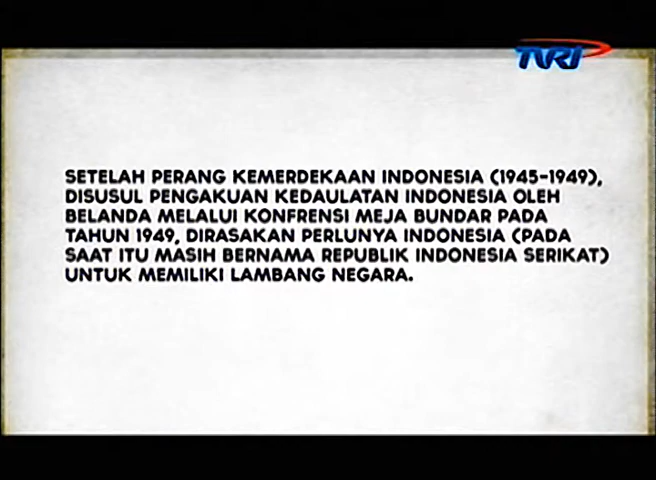 TVRI
SETELAH PERANG KEMERDEKAAN INDONESIA (1945-1949),
DISUSUL PENGAKUAN KEDAULATAN INDONESIA OLEH
BELANDA MELALUI KONFRENSI MEJA BUNDAR PADA
TAHUN 1949, DIRASAKAN PERLUNYA INDONESIA (PADA
SAAT ITU MASIH BERNAMA REPUBLIK INDONESIA SERIKAT)
UNTUK MEMILIKI LAMBANG NEGARA.